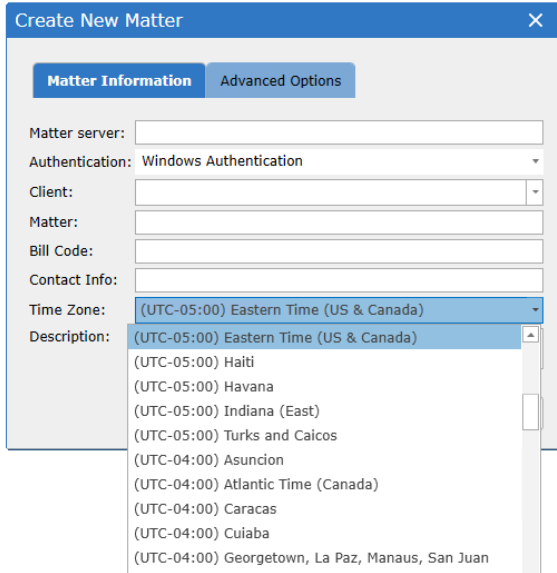 Create New Matter
Matter Information Advanced Options
Matter server:
Authentication: Windows Authentication
Client:
Matter:
Bill Code:
Contact Info:
Time Zone: (UTC-05:00) Eastern Time (US & Canada)
Description: (UTC-05:00) Eastern Time (US & Canada)
(UTC-05:00) Haiti
(UTC-05:00) Havana
(UTC-05:00) Indiana (East)
(UTC-05:00) Turks and Caicos
(UTC-04:00) Asuncion
(UTC-04:00) Atlantic Time (Canada)
(UTC-04:00) Caracas
(UTC-04:00) Cuiaba
(UTC-04:00) Georgetown, La Paz, Manaus, San Juan